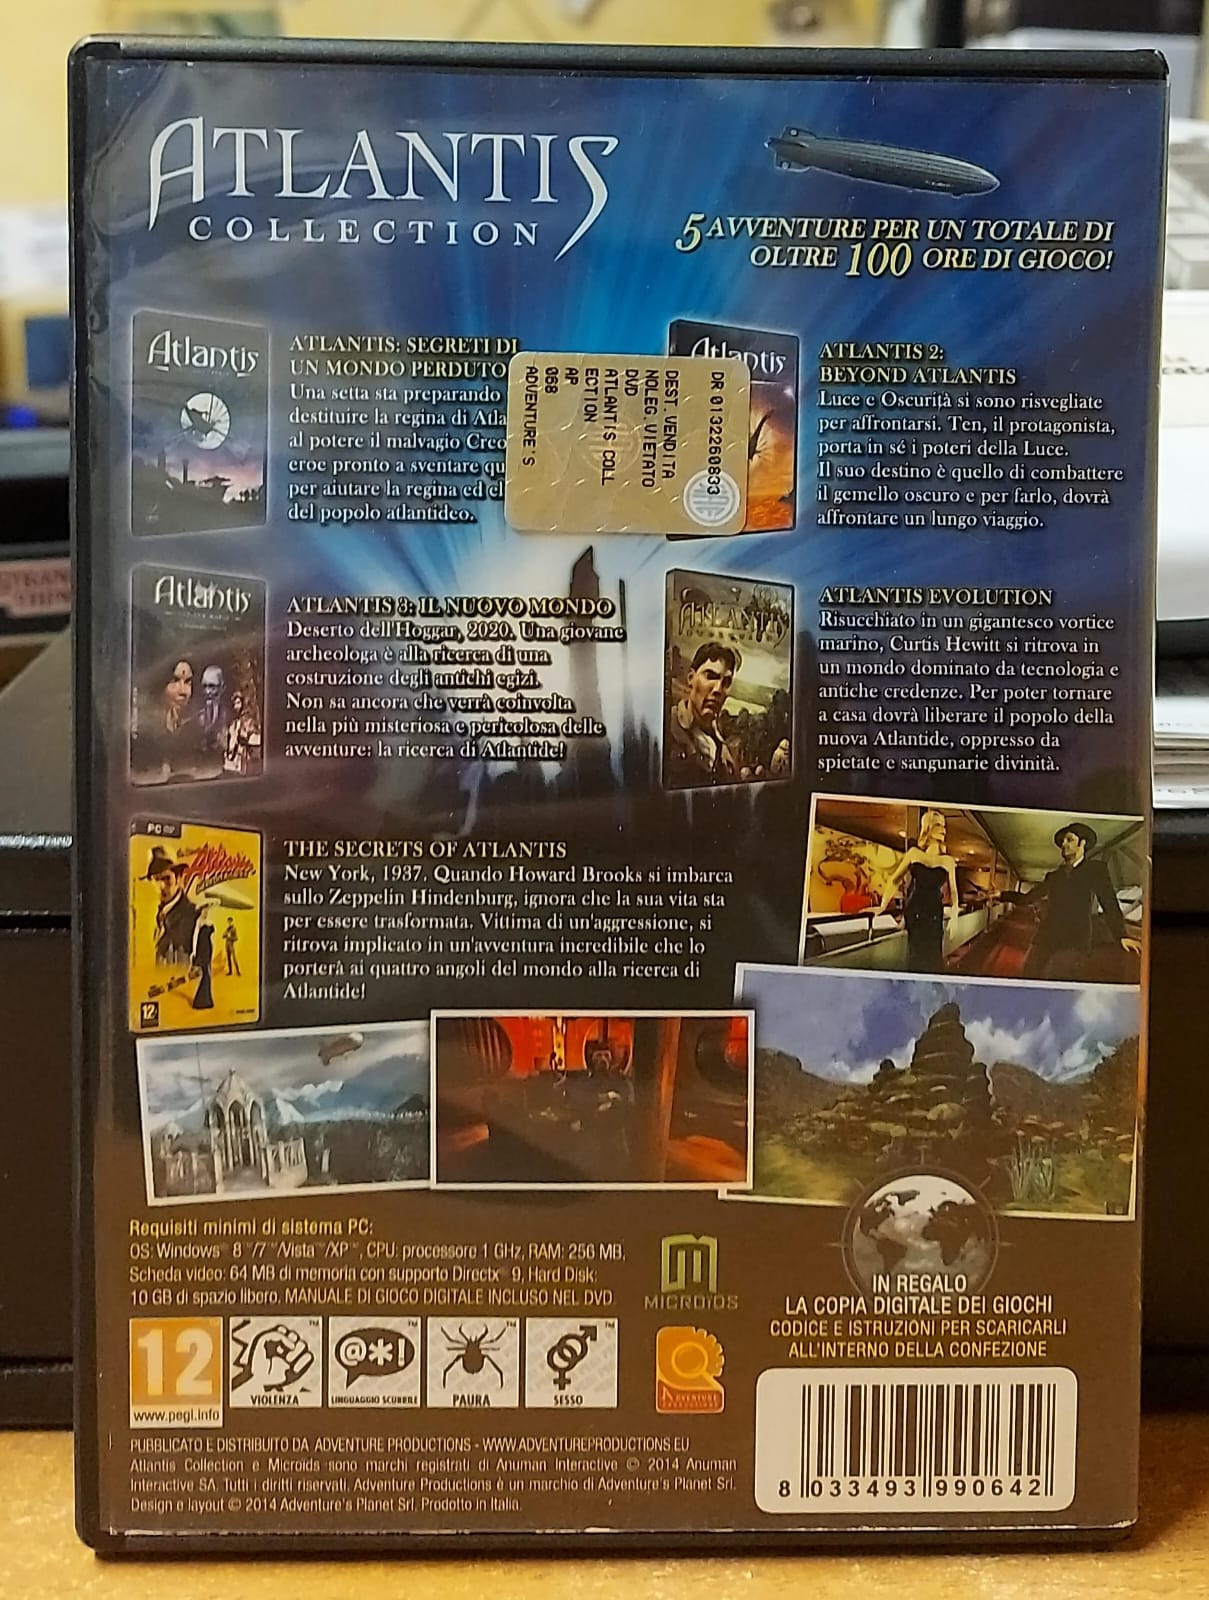 ATLANTIS
COLLECTION
5 AVVENTURE PER UN TOTALE DI
OLTRE 100 ORE DI GIOCO!
Atlantis
ATLANTIS: SEGRETI DI
UN MONDO PERDUTO
Una setta sta preparando
destituire la regina di Atla
al potere il malvagio Creo
eroe pronto a sventare qu
per aiutare la regina ed el
del popolo atlantideo.
DR 0132260833
DEST.VENDITA
NOLEG.VIETATO
DVD
ATLANTIS COLL
ECTION
AP
068
ADVENTURE'S
Atlantis
ATLANTIS 2:
BEYOND ATLANTIS
Luce e Oscurità si sono risvegliate
per affrontarsi. Ten, il protagonista,
porta in sé i poteri della Luce.
Il suo destino è quello di combattere
il gemello oscuro e per farlo, dovrà
affrontare un lungo viaggio.
Atlantis
ATLANTIS 3: IL NUOVO MONDO
Deserto dell'Hoggar, 2020. Una giovane
archeologa è alla ricerca di una
costruzione degli antichi egizi.
Non sa ancora che verrà coinvolta
nella più misteriosa e pericolosa delle
avventure: la ricerca di Atlantide!
ATLANTIS
ATLANTIS EVOLUTION
Risucchiato in un gigantesco vortice
marino, Curtis Hewitt si ritrova in
un mondo dominato da tecnologia e
antiche credenze. Per poter tornare
a casa dovrà liberare il popolo della
nuova Atlantide, oppresso da
spietate e sanguinarie divinità.
PC
Atlantis
12
THE SECRETS OF ATLANTIS
New York, 1937. Quando Howard Brooks si imbarca
sullo Zeppelin Hindenburg, ignora che la sua vita sta
per essere trasformata. Vittima di un'aggressione, si
ritrova implicato in un'avventura incredibile che lo
porterà ai quattro angoli del mondo alla ricerca di
Atlantide!
Requisiti minimi di sistema PC:
OS: Windows™ 8™/7™/Vista™/XP™, CPU: processore 1 GHz, RAM: 256 MB,
Scheda video: 64 MB di memoria con supporto Directx® 9, Hard Disk:
10 GB di spazio libero. MANUALE DI GIOCO DIGITALE INCLUSO NEL DVD.
MICROÏDS
IN REGALO
LA COPIA DIGITALE DEI GIOCHI
CODICE E ISTRUZIONI PER SCARICARLI
ALL'INTERNO DELLA CONFEZIONE
12
www.pegi.info
VIOLENZA
@*!
LINGUAGGIO SCURRILE
PAURA
SESSO
ADVENTURE
PRODUCTIONS
PUBBLICATO E DISTRIBUITO DA ADVENTURE PRODUCTIONS - WWW.ADVENTUREPRODUCTIONS.EU
Atlantis Collection e Microids sono marchi registrati di Anuman Interactive © 2014 Anuman
Interactive SA. Tutti i diritti riservati. Adventure Productions è un marchio di Adventure's Planet Srl.
Design e layout © 2014 Adventure's Planet Srl. Prodotto in Italia.
8 033493 990642